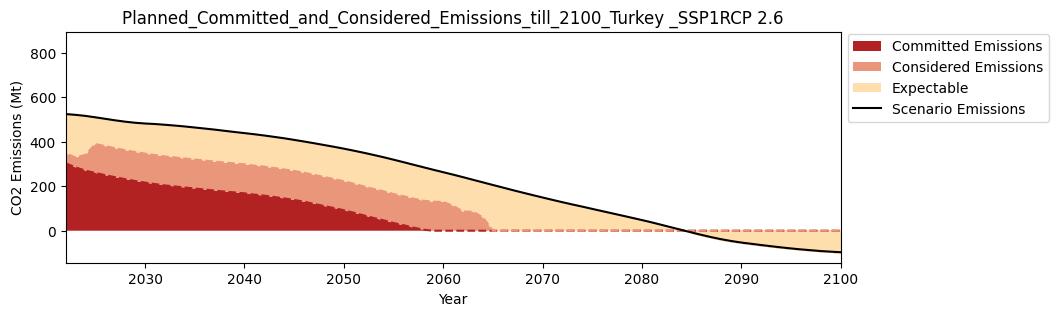 Planned_Committed_and_Considered_Emissions_till_2100_Turkey _SSP1RCP 2.6
Committed Emissions
Considered Emissions
Expectable
Scenario Emissions
CO2 Emissions (Mt)
800
600
400
200
0
2030
2040
2050
2060
2070
2080
2090
2100
Year